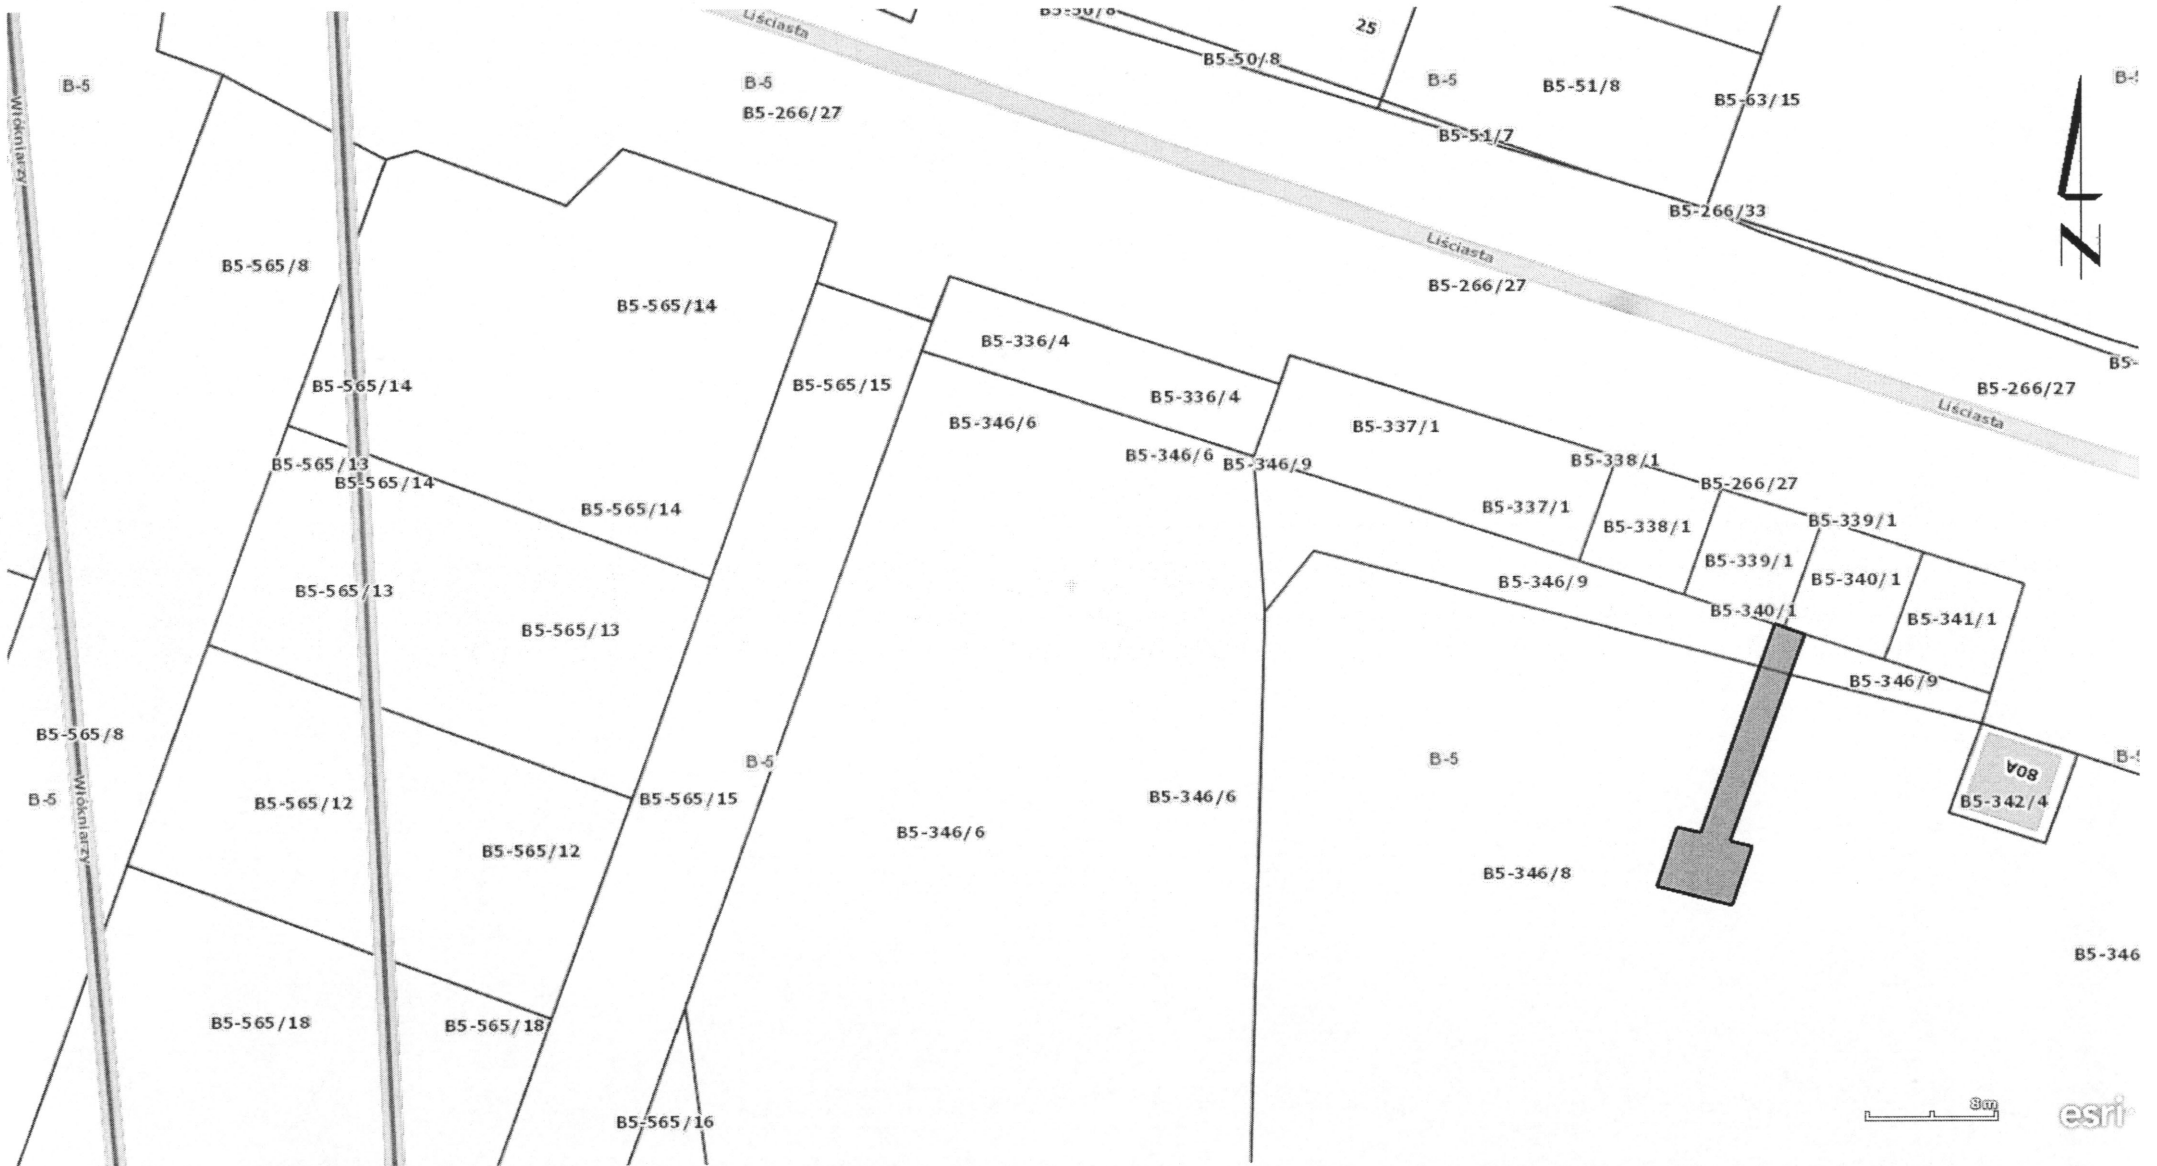 Liściasta
B5-50/8
25
B5-50/8
B-5
B-5
B-5
B5-51/8
B5-63/15
B5-266/27
Włókniarzy
B5-51/7
B5-266/33
Liściasta
B5-565/8
B5-266/27
B5-565/14
N
B5-336/4
B5-565/14
B5-565/15
B5-336/4
B5-266/27
B5-
Liściasta
B5-346/6
B5-337/1
B5-346/6
B5-346/9
B5-338/1
B5-565/13
B5-565/14
B5-266/27
B5-565/14
B5-337/1
B5-338/1
B5-339/1
B5-339/1
B5-346/9
B5-340/1
B5-565/13
B5-565/13
B5-340/1
B5-341/1
B5-346/9
B5-565/8
B-5
B-5
80A
B-5
B5-565/12
B5-565/15
B5-346/6
B5-342/4
Włókniarzy
B5-565/12
B5-346/6
B5-346/8
B5-346
B5-565/18
B5-565/18
B5-565/16
8m
esri